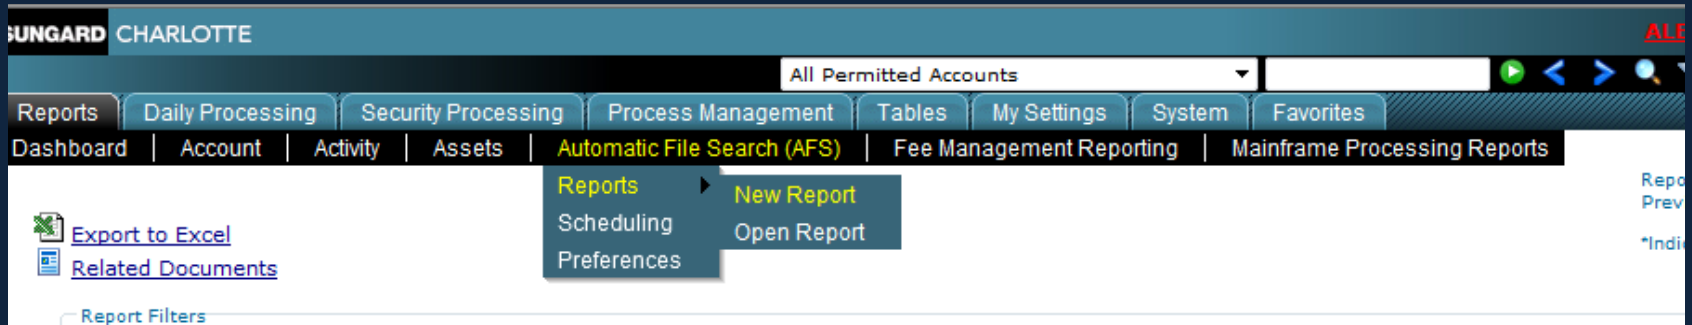 SUNGARD CHARLOTTE
All Permitted Accounts
Reports Daily Processing Security Processing Process Management Tables My Settings System Favorites
Dashboard | Account | Activity | Assets | Automatic File Search (AFS) | Fee Management Reporting | Mainframe Processing Reports
Reports New Report
Scheduling Open Report
Preferences
Export to Excel
Related Documents
Report Filters